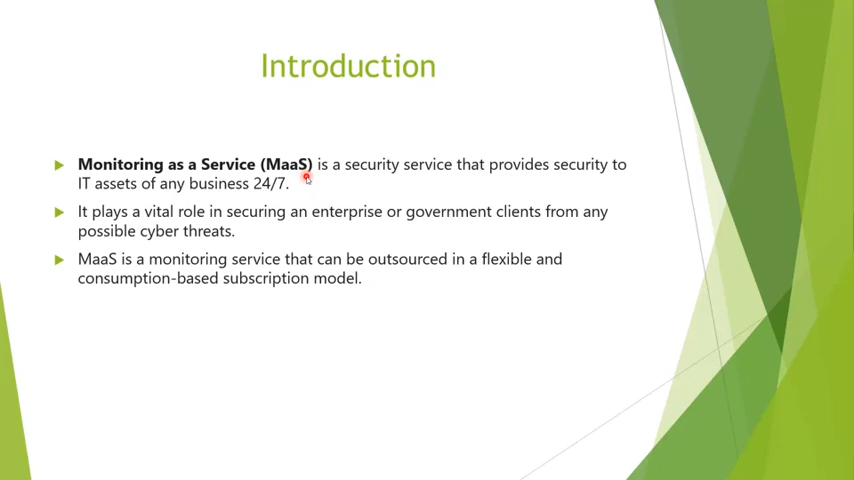 Introduction
Monitoring as a Service (MaaS) is a security service that provides security to
IT assets of any business 24/7.
It plays a vital role in securing an enterprise or government clients from any
possible cyber threats.
MaaS is a monitoring service that can be outsourced in a flexible and
consumption-based subscription model.